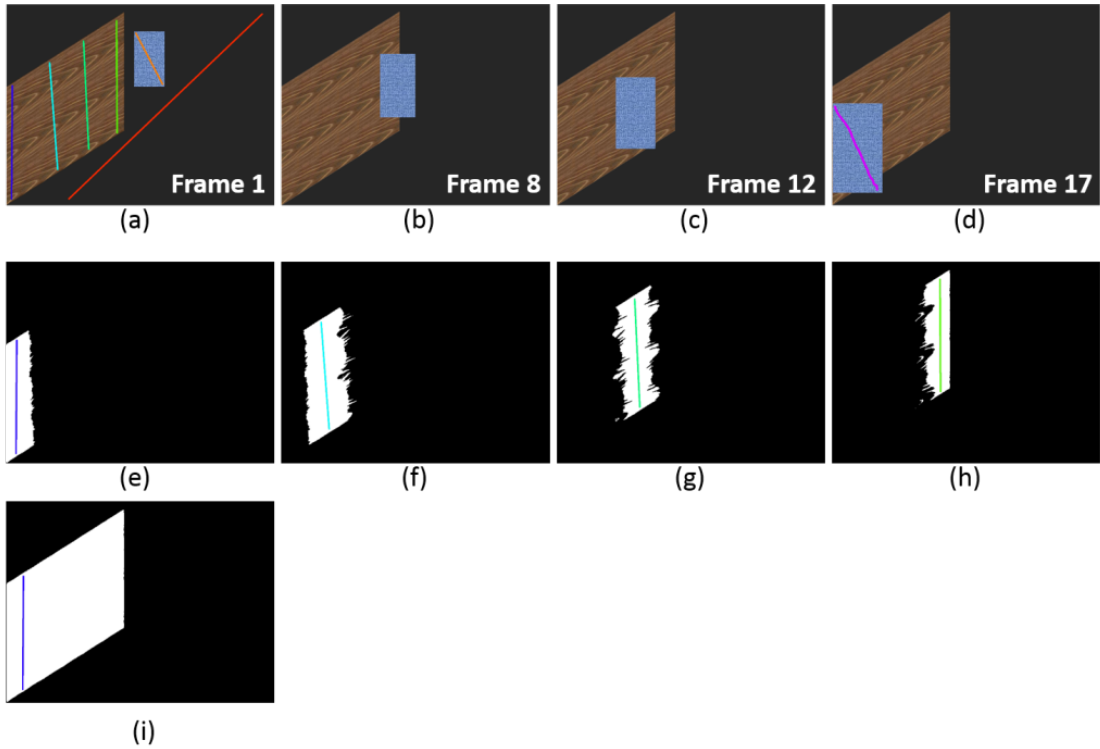 Frame 1
Frame 8
Frame 12
Frame 17
(a)
(b)
(c)
(d)
(e)
(f)
(g)
(h)
(i)